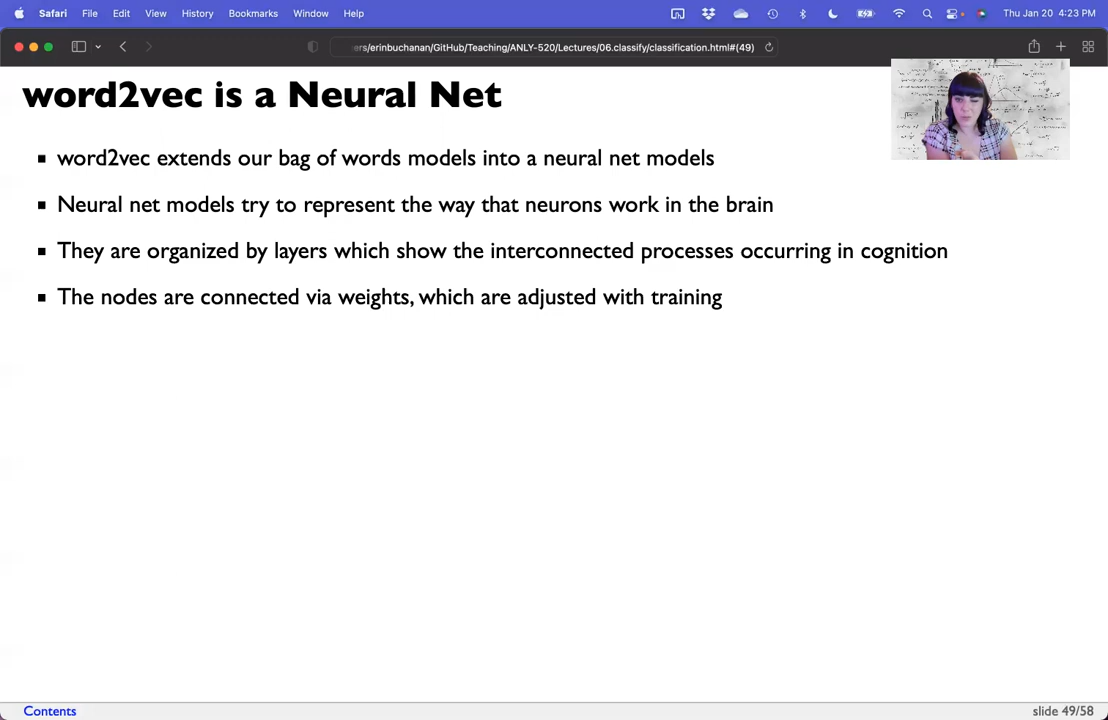 Safari File Edit View History Bookmarks Window Help Thu Jan 20 4:23 PM
ers/erinbuchanan/GitHub/Teaching/ANLY-520/Lectures/06.classify/classification.html#(49)
word2vec is a Neural Net
word2vec extends our bag of words models into a neural net models
Neural net models try to represent the way that neurons work in the brain
They are organized by layers which show the interconnected processes occurring in cognition
The nodes are connected via weights, which are adjusted with training
Contents slide 49/58